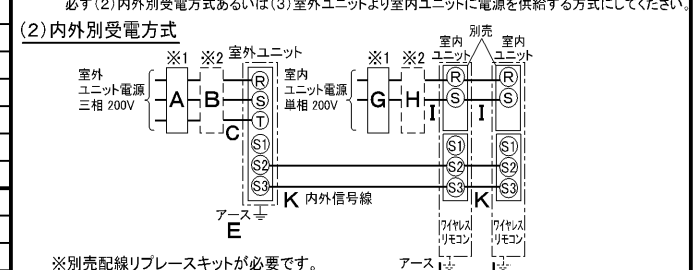 必ず(2)内外別受電方式あるいは(3)室外ユニットより室内ユニットに電源を供給する方式にしてください。
(2)内外別受電方式
別売
※1 ※2 室外ユニット ※1 ※2 室内ユニット 室内ユニット
室外
ユニット電源
三相 200V
A B C
R
S
T
S1
S2
S3
室内
ユニット電源
単相 200V
G H I I
R R
S S
S1 S1
S2 S2
S3 S3
K 内外信号線 K
アース
E
ワイヤレス
リモコン
ワイヤレス
リモコン
※別売配線リプレースキットが必要です。
アース